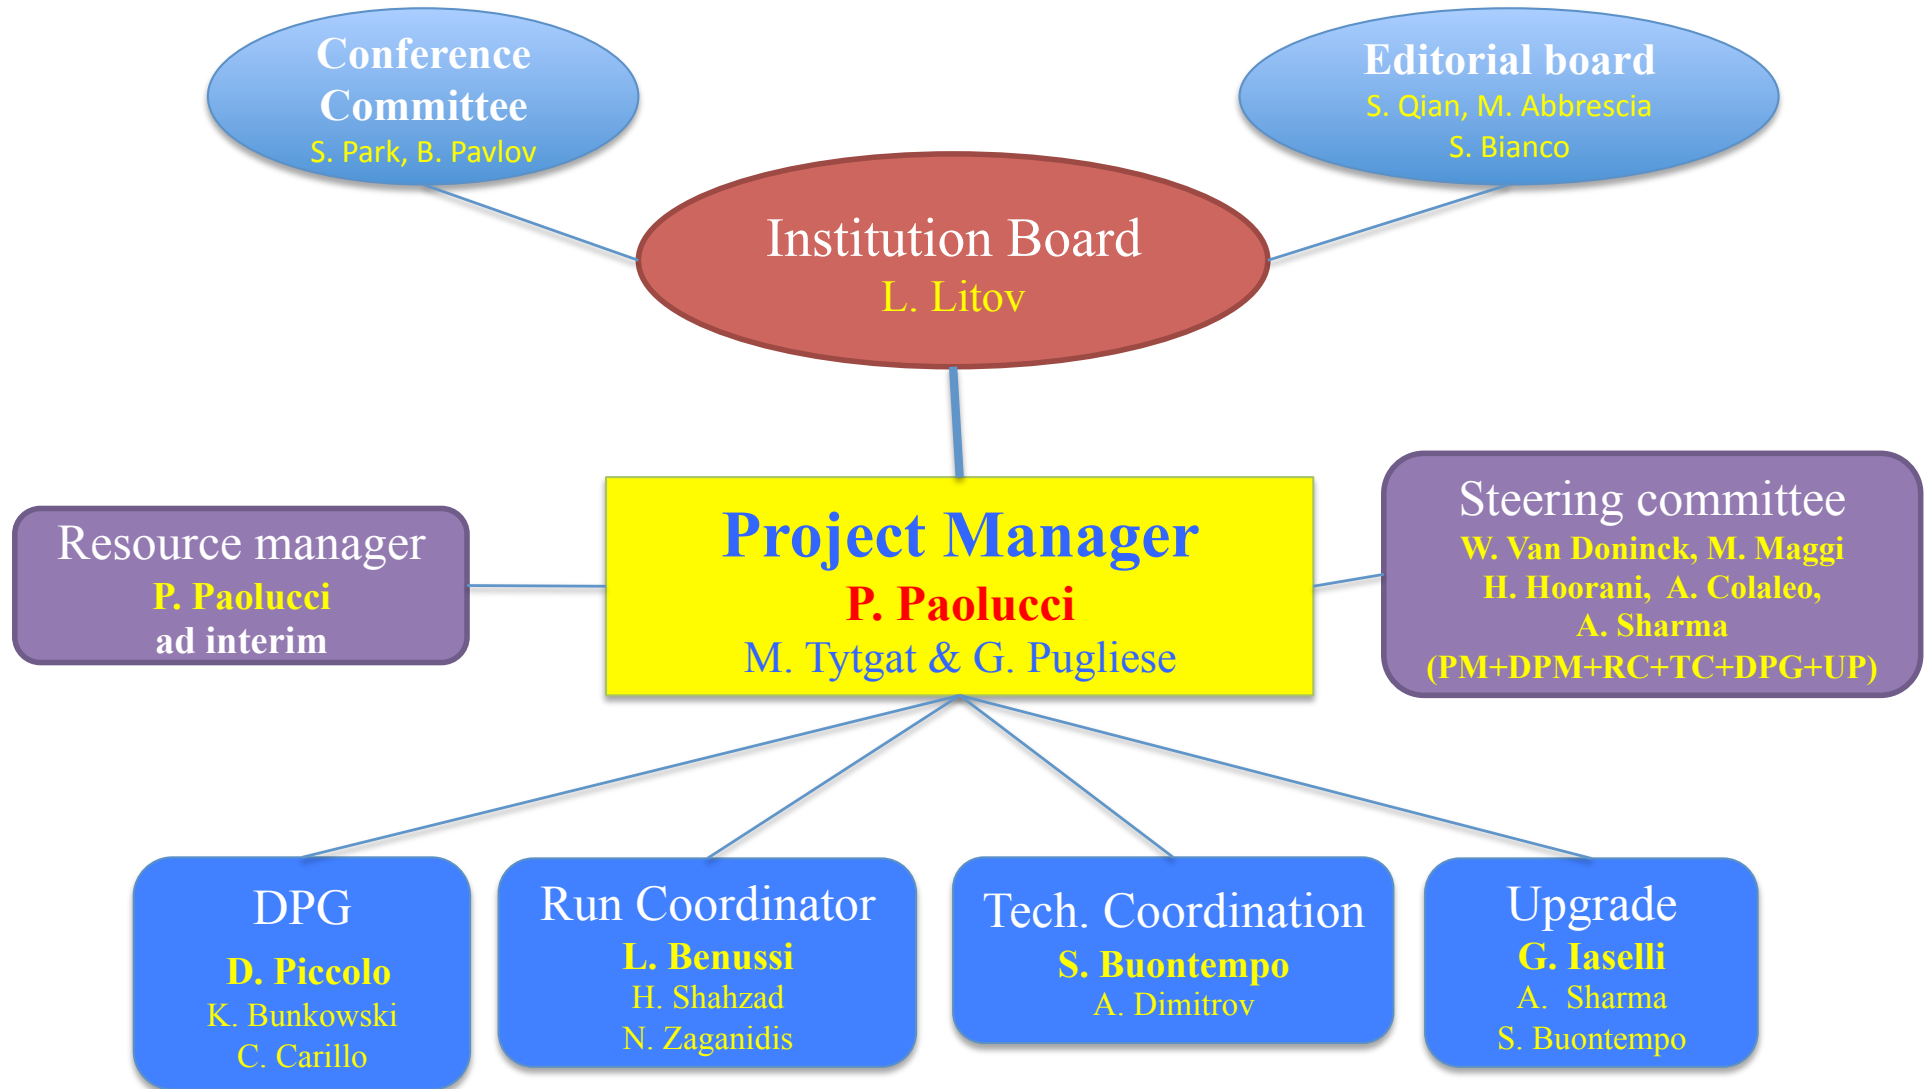 Conference
Committee
S. Park, B. Pavlov
Editorial board
S. Qian, M. Abbrescia
S. Bianco
Institution Board
L. Litov
Resource manager
P. Paolucci
ad interim
Project Manager
P. Paolucci
M. Tytgat & G. Pugliese
Steering committee
W. Van Doninck, M. Maggi
H. Hoorani, A. Colaleo,
A. Sharma
(PM+DPM+RC+TC+DPG+UP)
DPG
D. Piccolo
K. Bunkowski
C. Carillo
Run Coordinator
L. Benussi
H. Shahzad
N. Zaganidis
Tech. Coordination
S. Buontempo
A. Dimitrov
Upgrade
G. Iaselli
A. Sharma
S. Buontempo